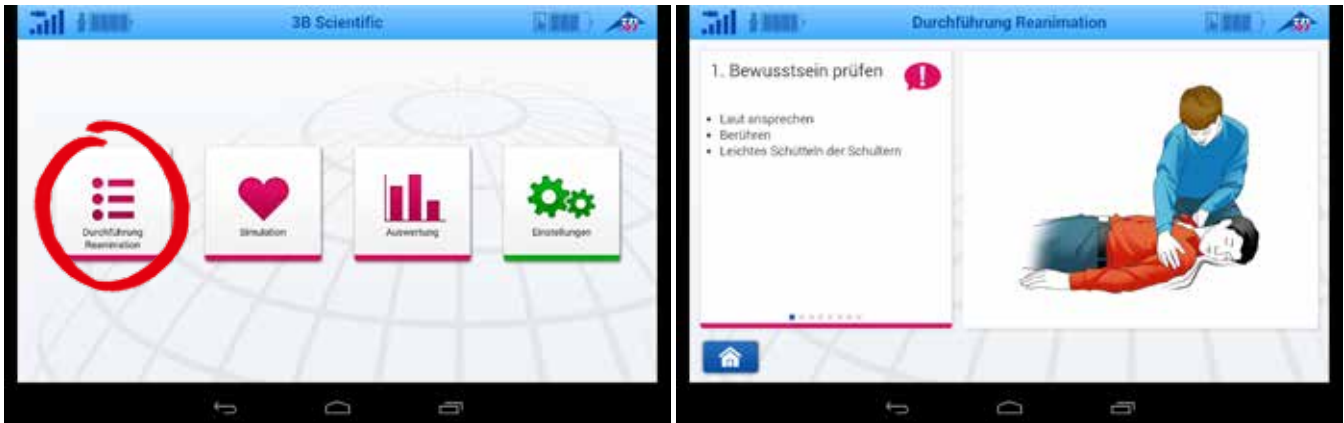 3B Scientific
Durchführung
Reanimation
Simulation
Auswertung
Einstellungen
Durchführung Reanimation
1. Bewusstsein prüfen
• Laut ansprechen
• Berühren
• Leichtes Schütteln der Schultern